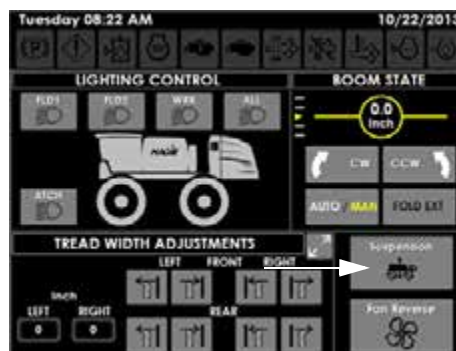 Tuesday 08:22 AM 10/22/2013
(P)
LIGHTING CONTROL
FLD1 FLD2 WRK ALL
ATCH
BOOM STATE
0.0
Inch
CW CCW
AUTO / MAN FOLD EXT
TREAD WIDTH ADJUSTMENTS
LEFT FRONT RIGHT
REAR
Inch
LEFT RIGHT
0 0
Suspension
Fan Reverse